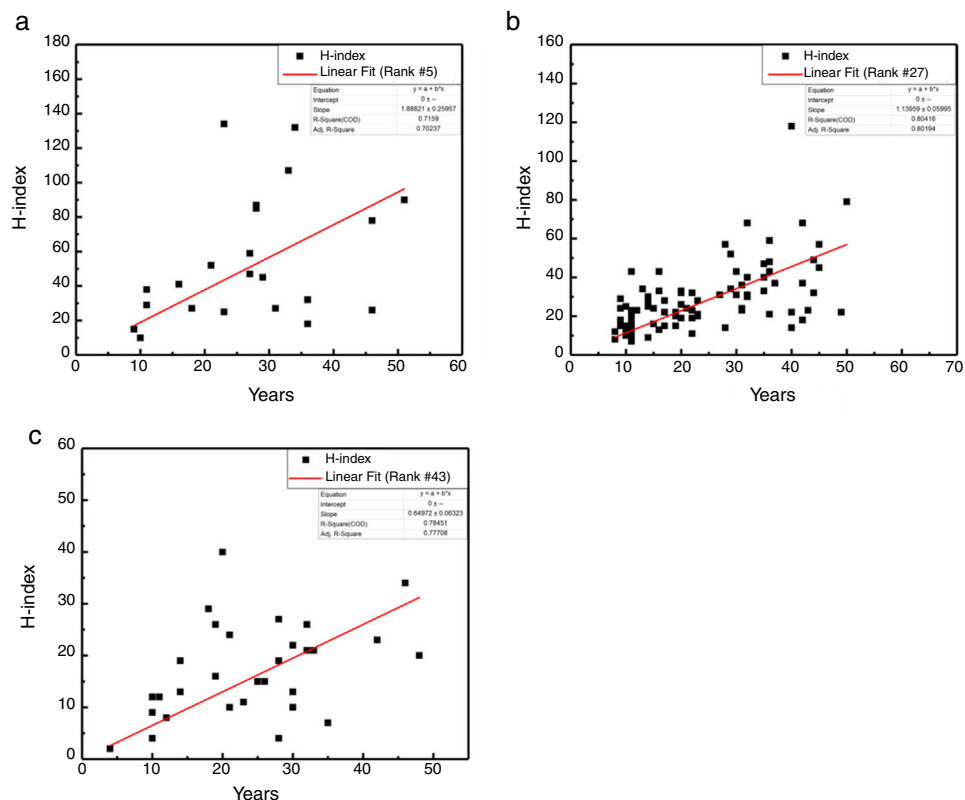 a
H-index
180
160
140
120
100
80
60
40
20
0
0 10 20 30 40 50 60
Years
H-index
Linear Fit (Rank #5)
Equation y = a + b*x
Intercept 0 ± --
Slope 1.88821 ± 0.25957
R-Square(COD) 0.7159
Adj. R-Square 0.70237
b
H-index
160
140
120
100
80
60
40
20
0
0 10 20 30 40 50 60 70
Years
H-index
Linear Fit (Rank #27)
Equation y = a + b*x
Intercept 0 ± --
Slope 1.13959 ± 0.05995
R-Square(COD) 0.80416
Adj. R-Square 0.80194
c
H-index
60
50
40
30
20
10
0
0 10 20 30 40 50
Years
H-index
Linear Fit (Rank #43)
Equation y = a + b*x
Intercept 0 ± --
Slope 0.64972 ± 0.06323
R-Square(COD) 0.78451
Adj. R-Square 0.77708